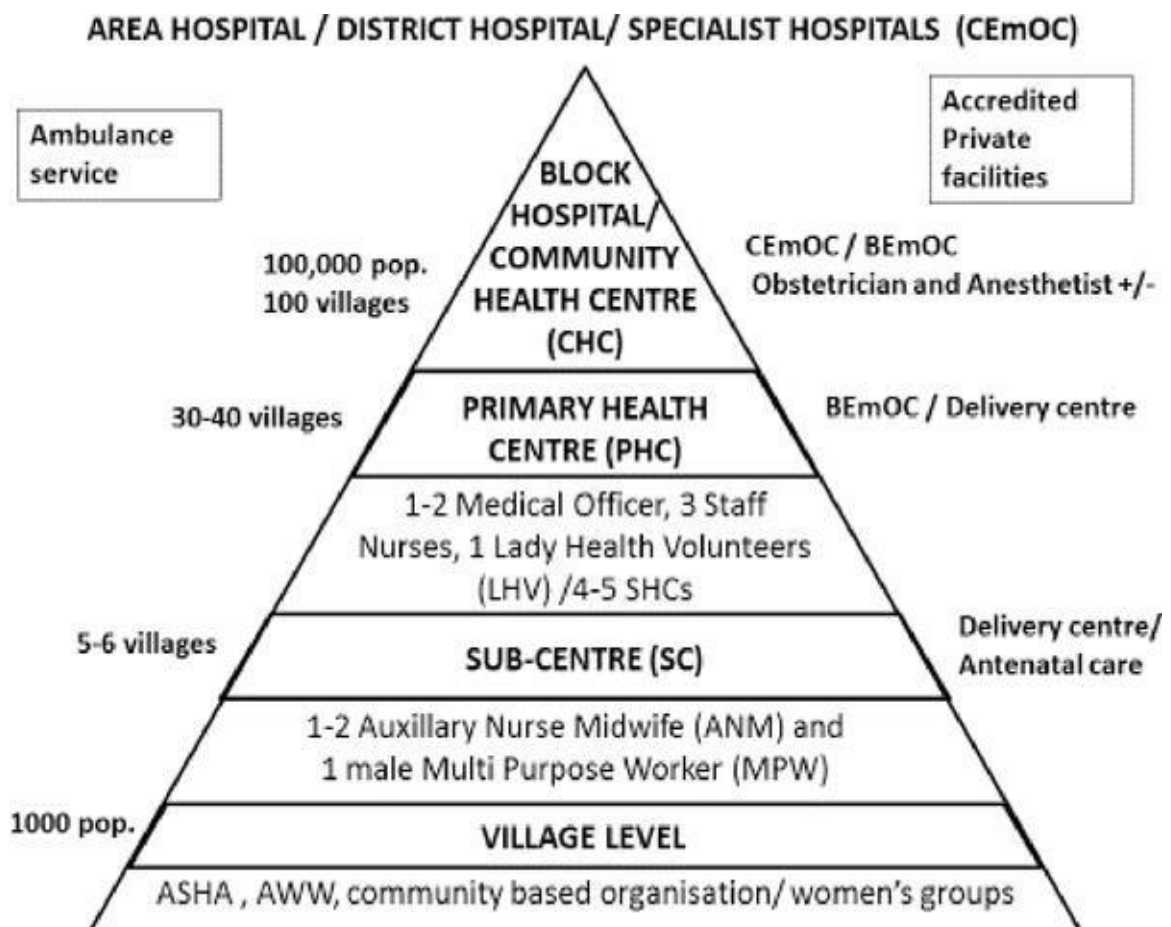 AREA HOSPITAL / DISTRICT HOSPITAL/ SPECIALIST HOSPITALS (CEmOC)
Ambulance
service
Accredited
Private
facilities
BLOCK
HOSPITAL/
COMMUNITY
HEALTH CENTRE
(CHC)
100,000 pop.
100 villages
CEmOC / BEmOC
Obstetrician and Anesthetist +/-
30-40 villages
PRIMARY HEALTH
CENTRE (PHC)
BEmOC / Delivery centre
1-2 Medical Officer, 3 Staff
Nurses, 1 Lady Health Volunteers
(LHV) /4-5 SHCs
5-6 villages
SUB-CENTRE (SC)
Delivery centre/
Antenatal care
1-2 Auxillary Nurse Midwife (ANM) and
1 male Multi Purpose Worker (MPW)
1000 pop.
VILLAGE LEVEL
ASHA , AWW, community based organisation/ women's groups